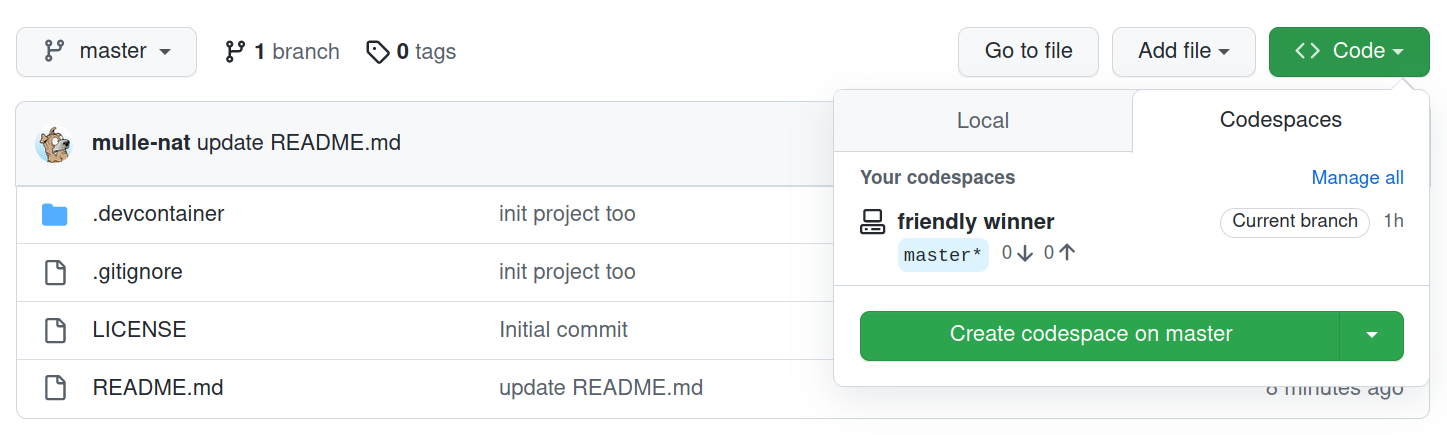 master 1 branch 0 tags Go to file Add file Code
Local Codespaces
mulle-nat update README.md
Your codespaces Manage all
friendly winner Current branch 1h
master* 0 0
.devcontainer init project too
.gitignore init project too
LICENSE Initial commit
Create codespace on master
README.md update README.md 8 minutes ago